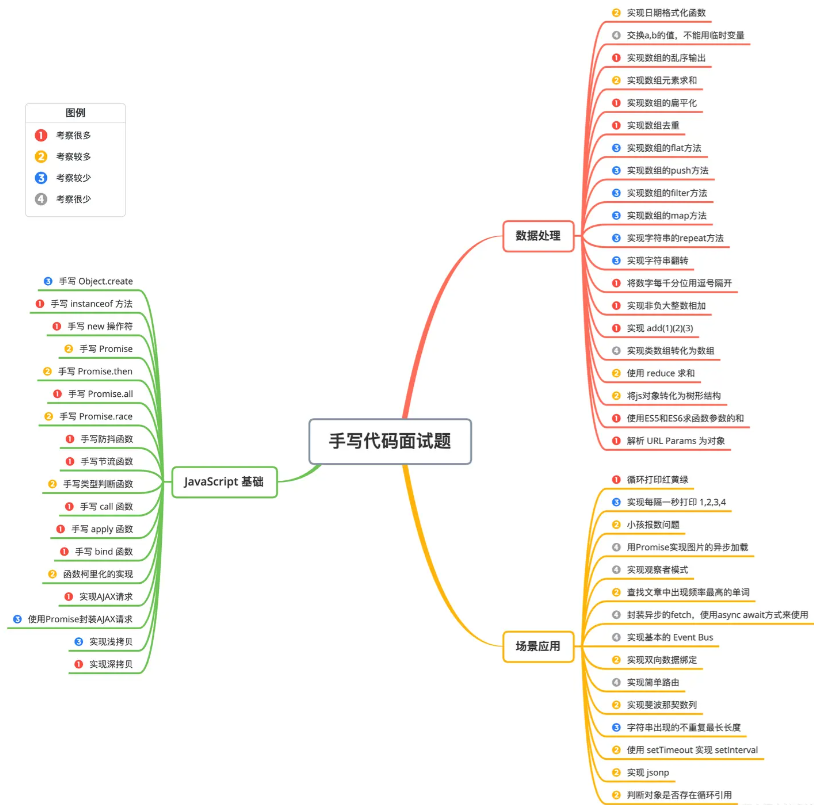 手写代码面试题
图例
1 考察很多
2 考察较多
3 考察较少
4 考察很少
数据处理
2 实现日期格式化函数
4 交换a,b的值，不能用临时变量
1 实现数组的乱序输出
2 实现数组元素求和
1 实现数组的扁平化
1 实现数组去重
3 实现数组的flat方法
3 实现数组的push方法
3 实现数组的filter方法
3 实现数组的map方法
3 实现字符串的repeat方法
3 实现字符串翻转
1 将数字每千分位用逗号隔开
1 实现非负大整数相加
1 实现 add(1)(2)(3)
4 实现类数组转化为数组
2 使用 reduce 求和
2 将js对象转化为树形结构
1 使用ES5和ES6求函数参数的和
1 解析 URL Params 为对象
JavaScript 基础
3 手写 Object.create
1 手写 instanceof 方法
1 手写 new 操作符
2 手写 Promise
2 手写 Promise.then
1 手写 Promise.all
2 手写 Promise.race
1 手写防抖函数
1 手写节流函数
2 手写类型判断函数
1 手写 call 函数
1 手写 apply 函数
1 手写 bind 函数
2 函数柯里化的实现
1 实现AJAX请求
3 使用Promise封装AJAX请求
3 实现浅拷贝
1 实现深拷贝
场景应用
1 循环打印红黄绿
3 实现每隔一秒打印 1,2,3,4
2 小孩报数问题
4 用Promise实现图片的异步加载
4 实现观察者模式
2 查找文章中出现频率最高的单词
4 封装异步的fetch，使用async await方式来使用
4 实现基本的 Event Bus
2 实现双向数据绑定
4 实现简单路由
2 实现斐波那契数列
3 字符串出现的不重复最长长度
2 使用 setTimeout 实现 setInterval
2 实现 jsonp
2 判断对象是否存在循环引用